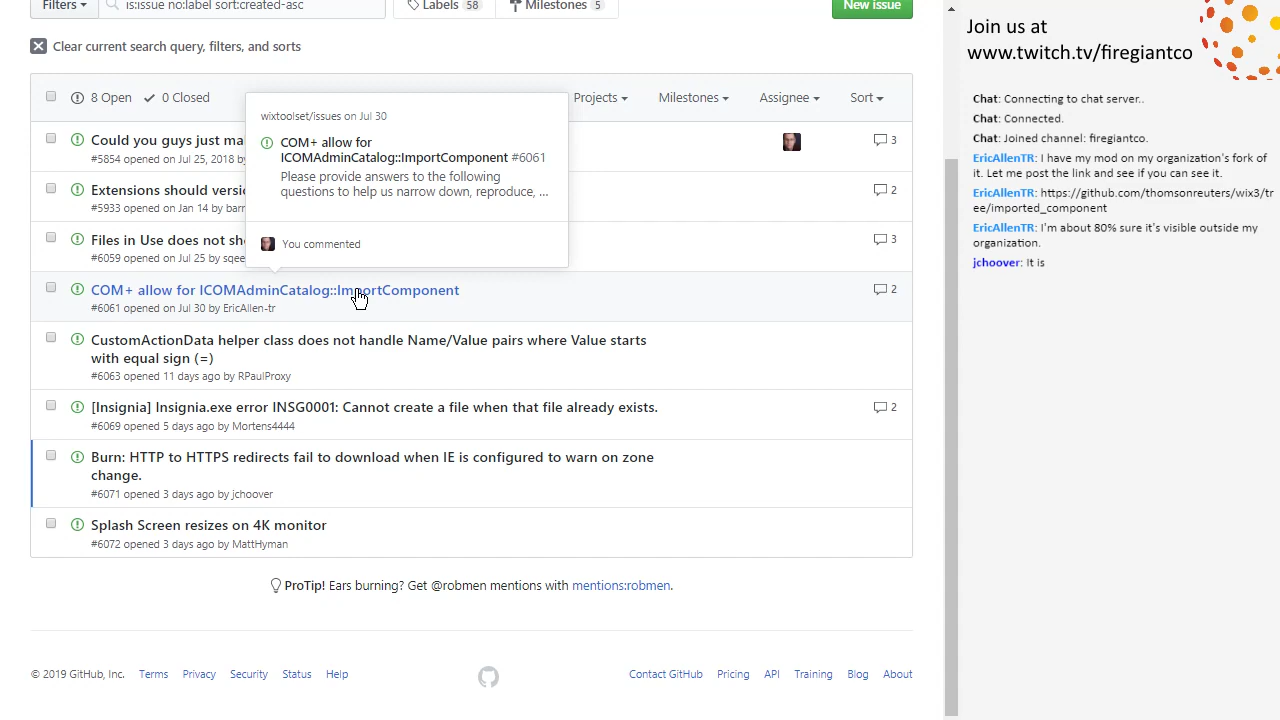 Filters
is:issue no:label sort:created-asc
Labels 58
Milestones 5
New issue
Clear current search query, filters, and sorts
8 Open
0 Closed
Projects
Milestones
Assignee
Sort
wixtoolset/issues on Jul 30
COM+ allow for
ICOMAdminCatalog::ImportComponent #6061
Please provide answers to the following
questions to help us narrow down, reproduce, ...
You commented
Could you guys just ma
#5854 opened on Jul 25, 2018 b
3
Extensions should versi
#5933 opened on Jan 14 by barr
2
Files in Use does not sh
#6059 opened on Jul 25 by sqee
3
COM+ allow for ICOMAdminCatalog::ImportComponent
#6061 opened on Jul 30 by EricAllen-tr
2
CustomActionData helper class does not handle Name/Value pairs where Value starts
with equal sign (=)
#6063 opened 11 days ago by RPaulProxy
[Insignia] Insignia.exe error INSG0001: Cannot create a file when that file already exists.
#6069 opened 5 days ago by Mortens4444
2
Burn: HTTP to HTTPS redirects fail to download when IE is configured to warn on zone
change.
#6071 opened 3 days ago by jchoover
Splash Screen resizes on 4K monitor
#6072 opened 3 days ago by MattHyman
ProTip! Ears burning? Get @robmen mentions with mentions:robmen.
© 2019 GitHub, Inc.
Terms
Privacy
Security
Status
Help
Contact GitHub
Pricing
API
Training
Blog
About
Join us at
www.twitch.tv/firegiantco
Chat: Connecting to chat server..
Chat: Connected.
Chat: Joined channel: firegiantco.
EricAllenTR: I have my mod on my organization's fork of
it. Let me post the link and see if you can see it.
EricAllenTR: https://github.com/thomsonreuters/wix3/tr
ee/imported_component
EricAllenTR: I'm about 80% sure it's visible outside my
organization.
jchoover: It is